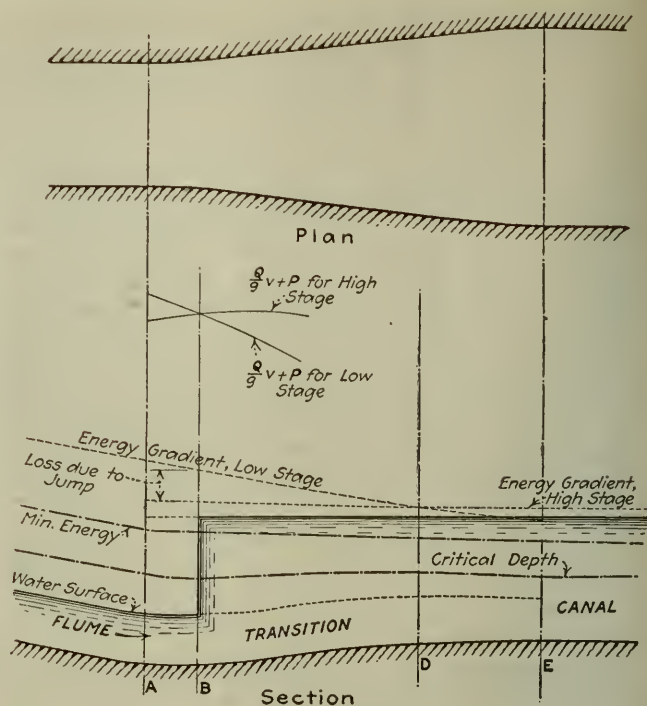 Plan
Q/g v+P for High
Stage
Q/g v+P for Low
Stage
Energy Gradient, Low Stage
Loss due to
Jump
Energy Gradient,
High Stage
Min. Energy
Critical Depth
Water Surface
FLUME
TRANSITION
CANAL
A
B
D
E
Section